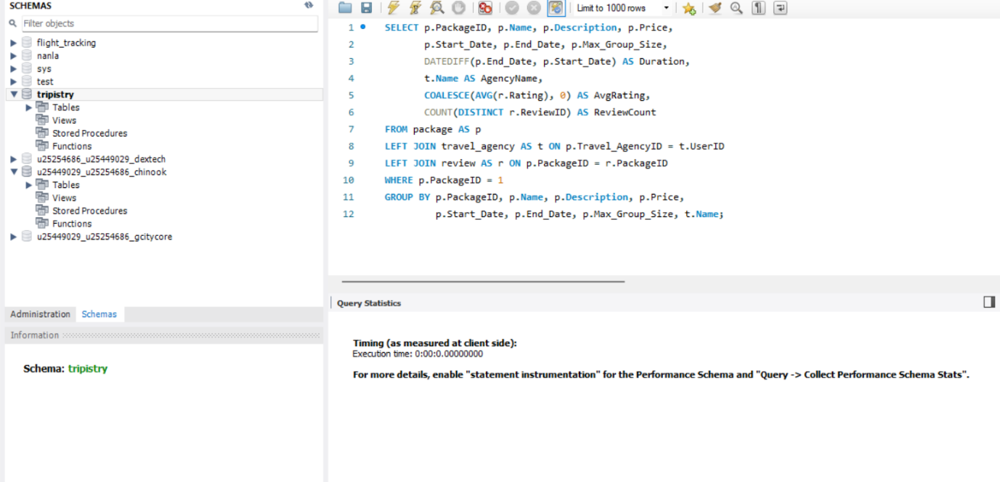 SCHEMAS
Filter objects
flight_tracking
nanla
sys
test
tripistry
Tables
Views
Stored Procedures
Functions
u25254686_u25449029_dextech
u25449029_u25254686_chinook
Tables
Views
Stored Procedures
Functions
u25449029_u25254686_gcitycore
Administration Schemas
Information
Schema: tripistry
Limit to 1000 rows
1 SELECT p.PackageID, p.Name, p.Description, p.Price,
2 p.Start_Date, p.End_Date, p.Max_Group_Size,
3 DATEDIFF(p.End_Date, p.Start_Date) AS Duration,
4 t.Name AS AgencyName,
5 COALESCE(AVG(r.Rating), 0) AS AvgRating,
6 COUNT(DISTINCT r.ReviewID) AS ReviewCount
7 FROM package AS p
8 LEFT JOIN travel_agency AS t ON p.Travel_AgencyID = t.UserID
9 LEFT JOIN review AS r ON p.PackageID = r.PackageID
10 WHERE p.PackageID = 1
11 GROUP BY p.PackageID, p.Name, p.Description, p.Price,
12 p.Start_Date, p.End_Date, p.Max_Group_Size, t.Name;
Query Statistics
Timing (as measured at client side):
Execution time: 0:00:0.00000000
For more details, enable "statement instrumentation" for the Performance Schema and "Query -> Collect Performance Schema Stats".